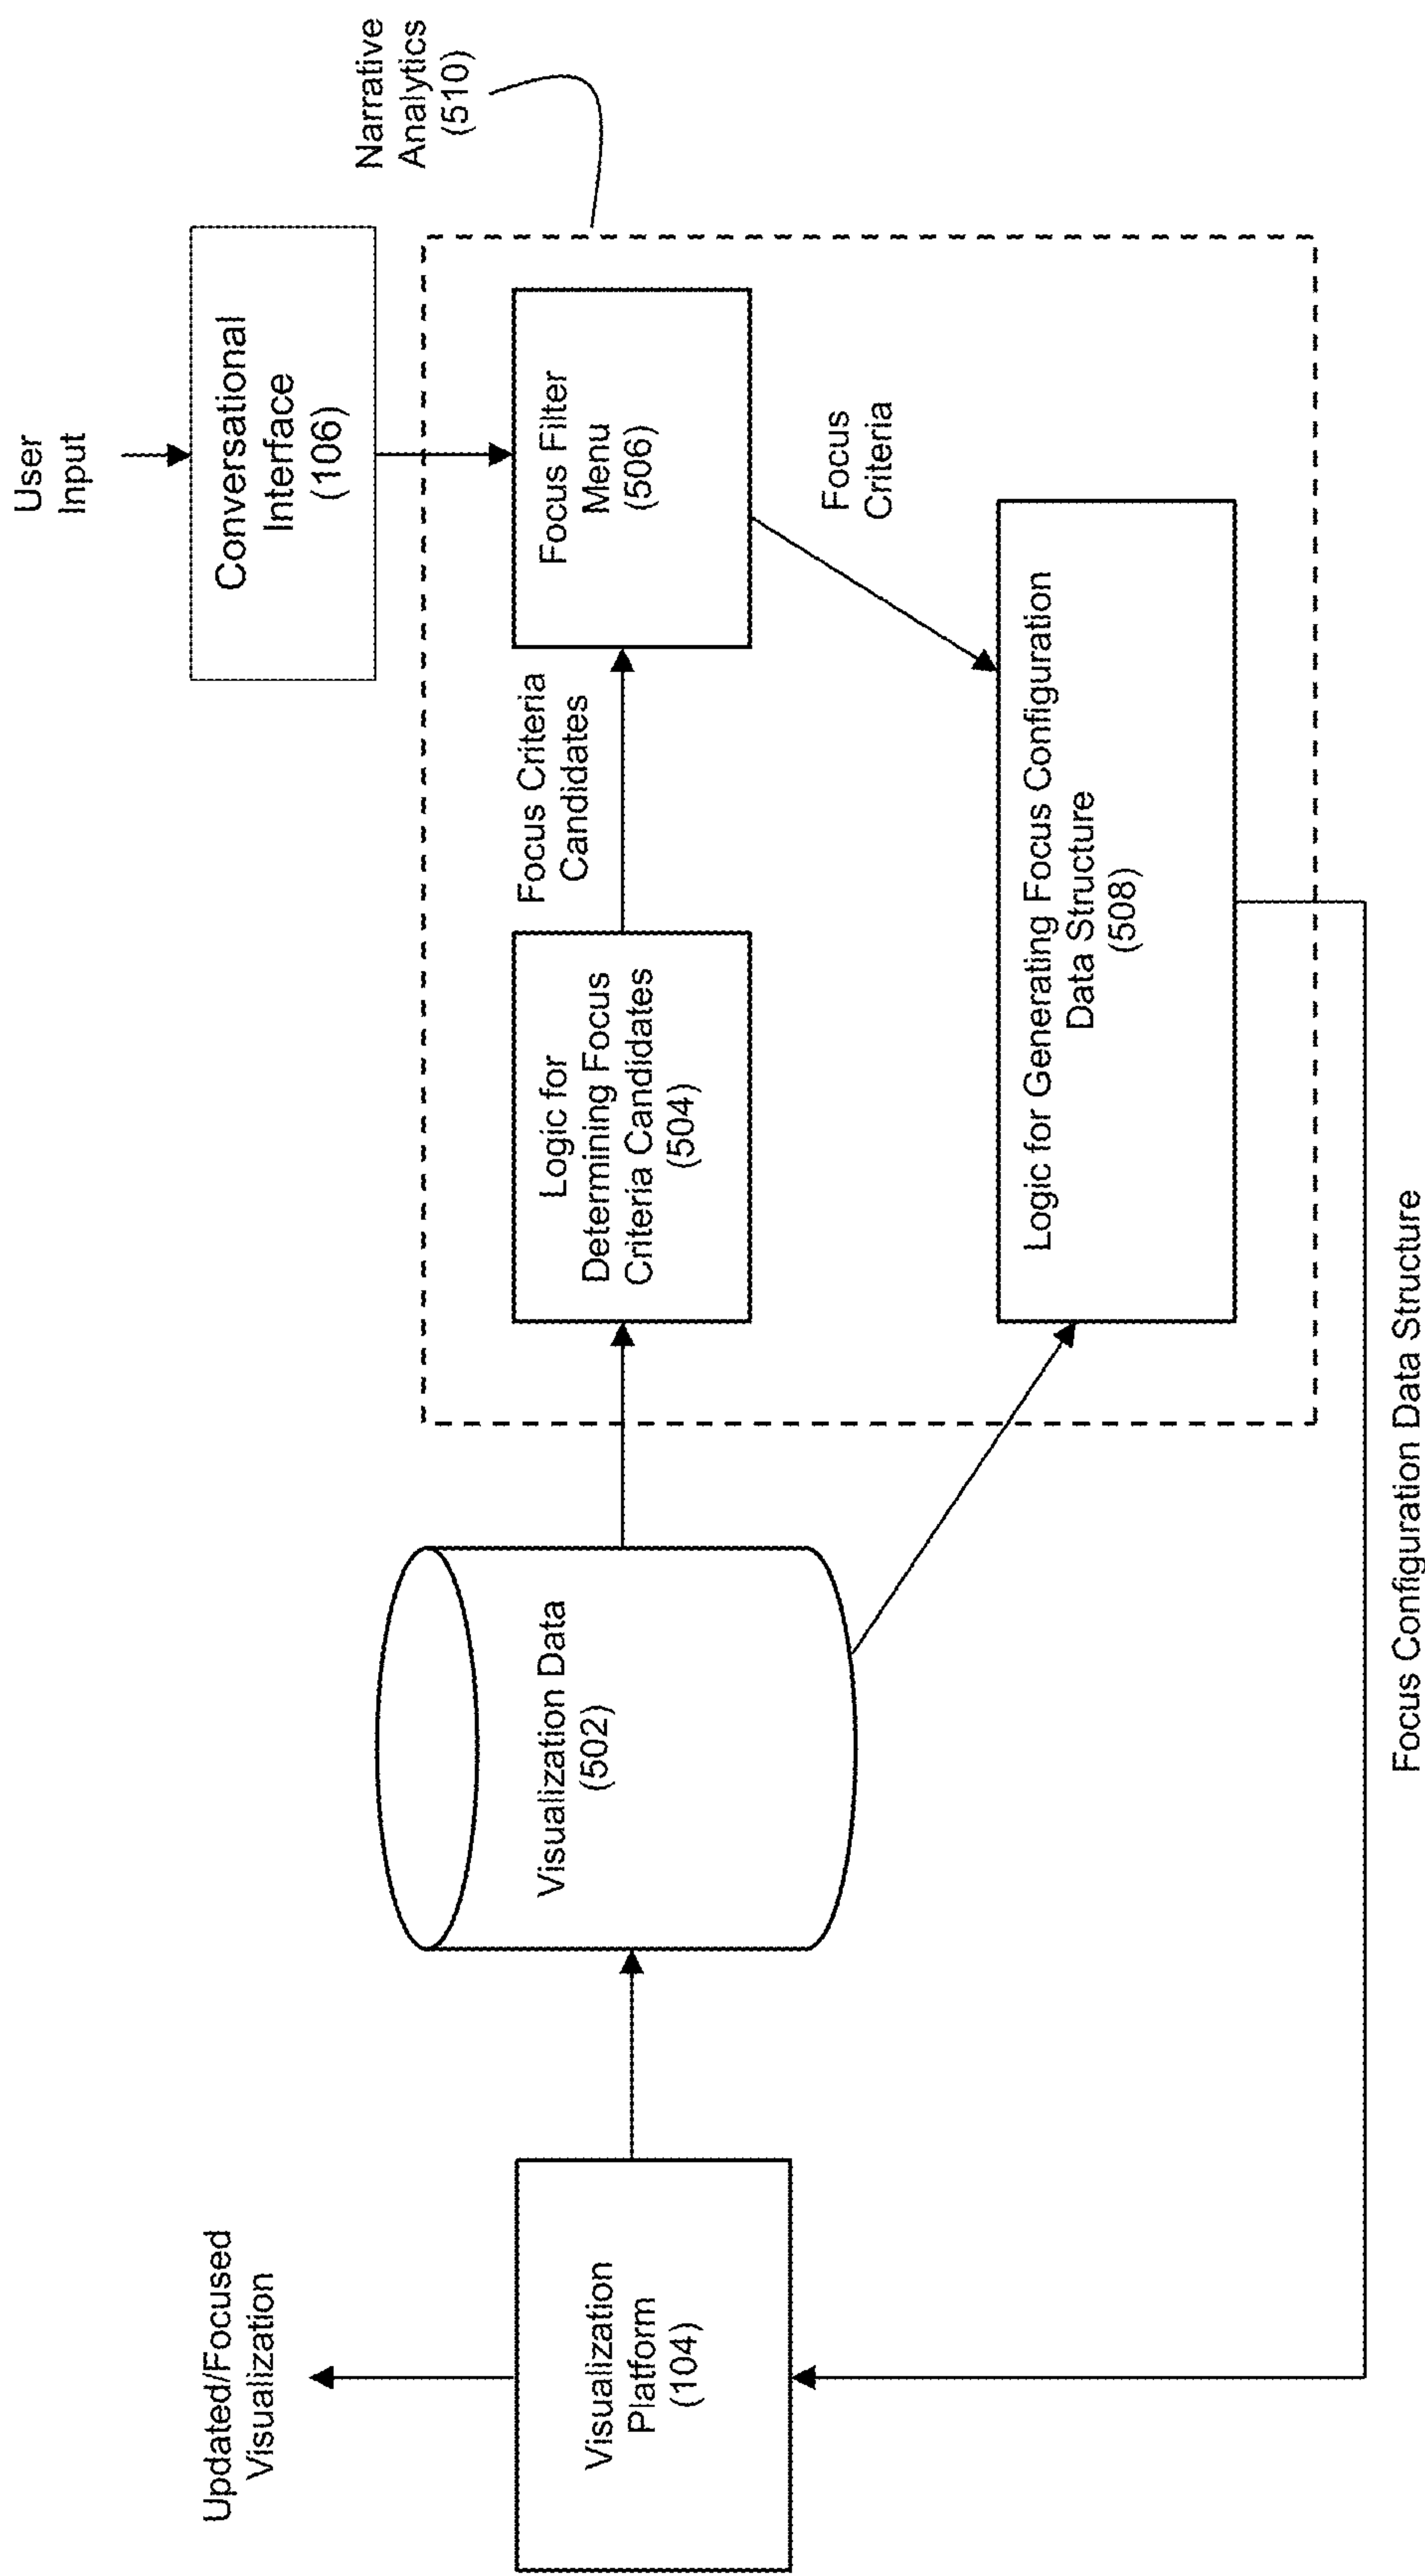 Updated/Focused
Visualization
Visualization
Platform
(104)
Visualization Data
(502)
Logic for
Determining Focus
Criteria Candidates
(504)
Focus Criteria
Candidates
User
Input
Conversational
Interface
(106)
Narrative
Analytics
(510)
Focus Filter
Menu
(506)
Focus
Criteria
Logic for Generating Focus Configuration
Data Structure
(508)
Focus Configuration Data Structure